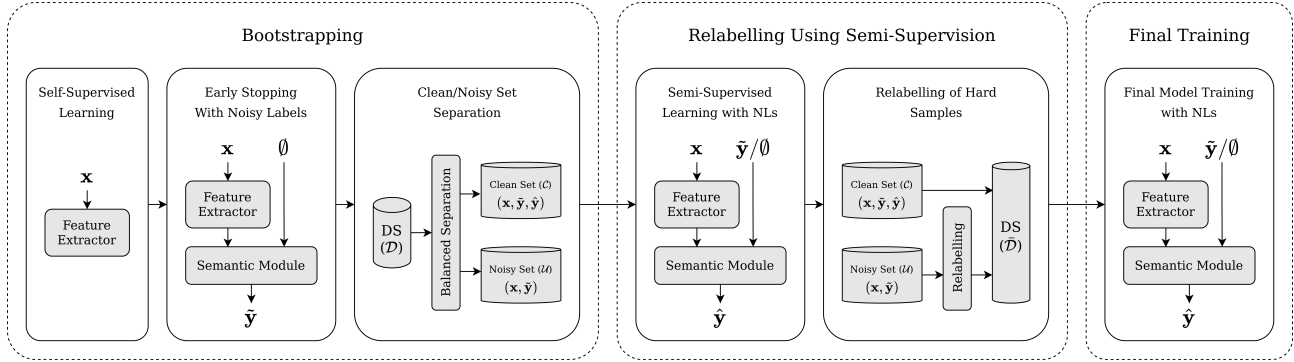 Bootstrapping
Self-Supervised
Learning
x
Feature
Extractor
Early Stopping
With Noisy Labels
x
∅
Feature
Extractor
Semantic Module
ỹ
Clean/Noisy Set
Separation
DS
(𝒟)
Balanced Separation
Clean Set (𝒞)
(x, ỹ, ŷ)
Noisy Set (𝒰)
(x, ỹ)
Relabelling Using Semi-Supervision
Semi-Supervised
Learning with NLs
x
ỹ/∅
Feature
Extractor
Semantic Module
ŷ
Relabelling of Hard
Samples
Clean Set (𝒞)
(x, ỹ, ŷ)
Noisy Set (𝒰)
(x, ỹ)
Relabelling
DS
(𝒟̄)
Final Training
Final Model Training
with NLs
x
ỹ/∅
Feature
Extractor
Semantic Module
ŷ